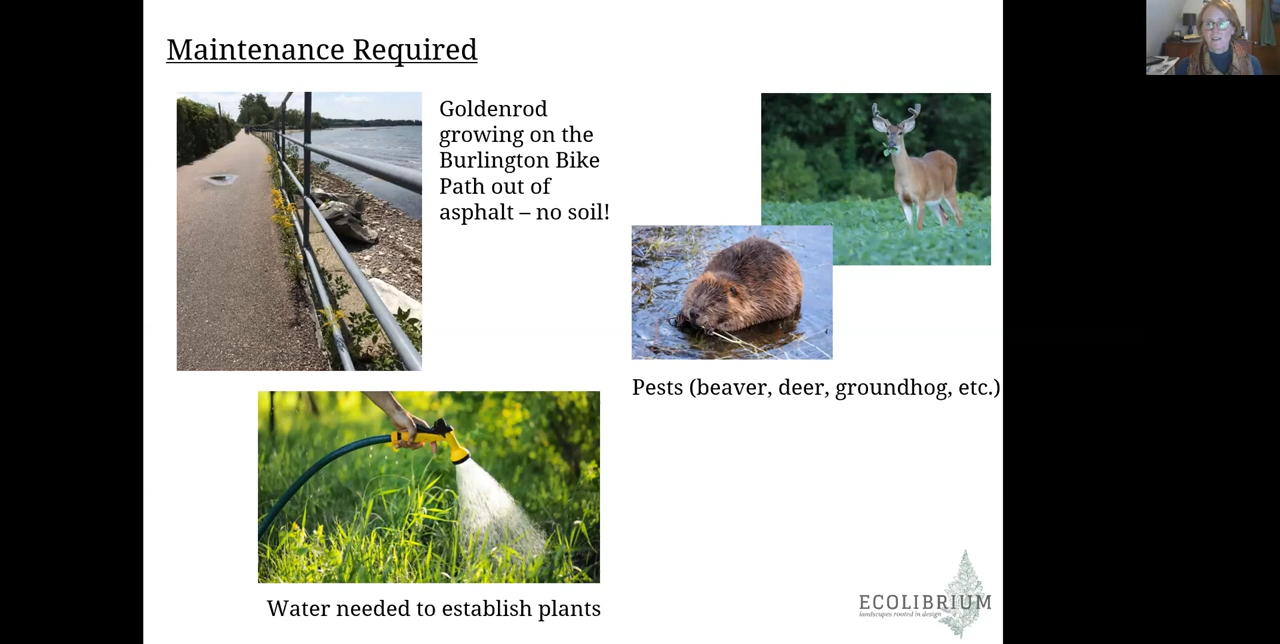 Maintenance Required
Goldenrod
growing on the
Burlington Bike
Path out of
asphalt – no soil!
Pests (beaver, deer, groundhog, etc.)
Water needed to establish plants
ECOLIBRIUM
landscapes rooted in design